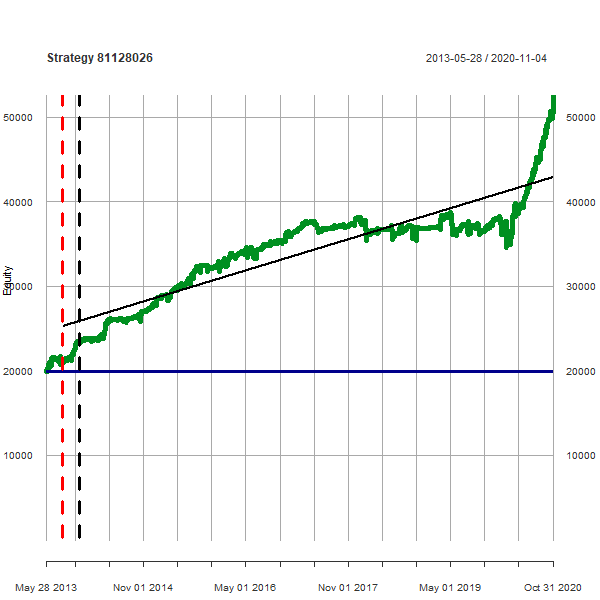 Strategy 81128026
2013-05-28 / 2020-11-04
50000
50000
40000
40000
Equity
30000
30000
20000
20000
10000
10000
May 28 2013
Nov 01 2014
May 01 2016
Nov 01 2017
May 01 2019
Oct 31 2020